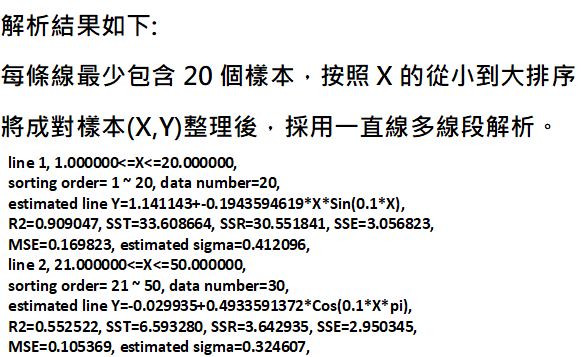 解析結果如下:
每條線最少包含 20 個樣本，按照 X 的從小到大排序
將成對樣本(X,Y)整理後，採用一直線多線段解析。
line 1, 1.000000<=X<=20.000000,
sorting order= 1 ~ 20, data number=20,
estimated line Y=1.141143+-0.1943594619*X*Sin(0.1*X),
R2=0.909047, SST=33.608664, SSR=30.551841, SSE=3.056823,
MSE=0.169823, estimated sigma=0.412096,
line 2, 21.000000<=X<=50.000000,
sorting order= 21 ~ 50, data number=30,
estimated line Y=-0.029935+0.4933591372*Cos(0.1*X*pi),
R2=0.552522, SST=6.593280, SSR=3.642935, SSE=2.950345,
MSE=0.105369, estimated sigma=0.324607,